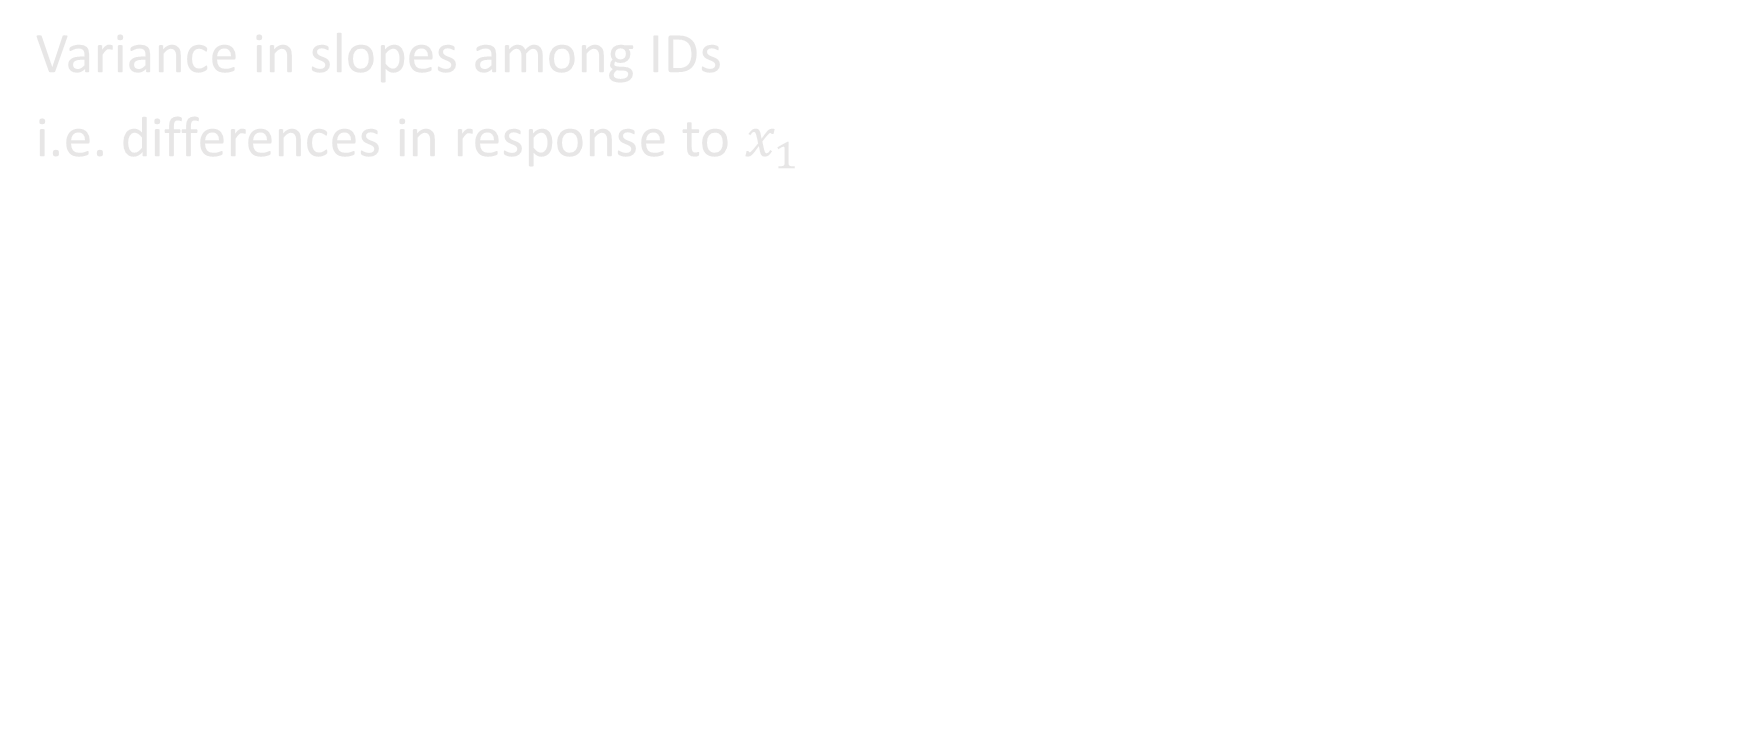 Variance in slopes among IDs
i.e. differences in response to x₁